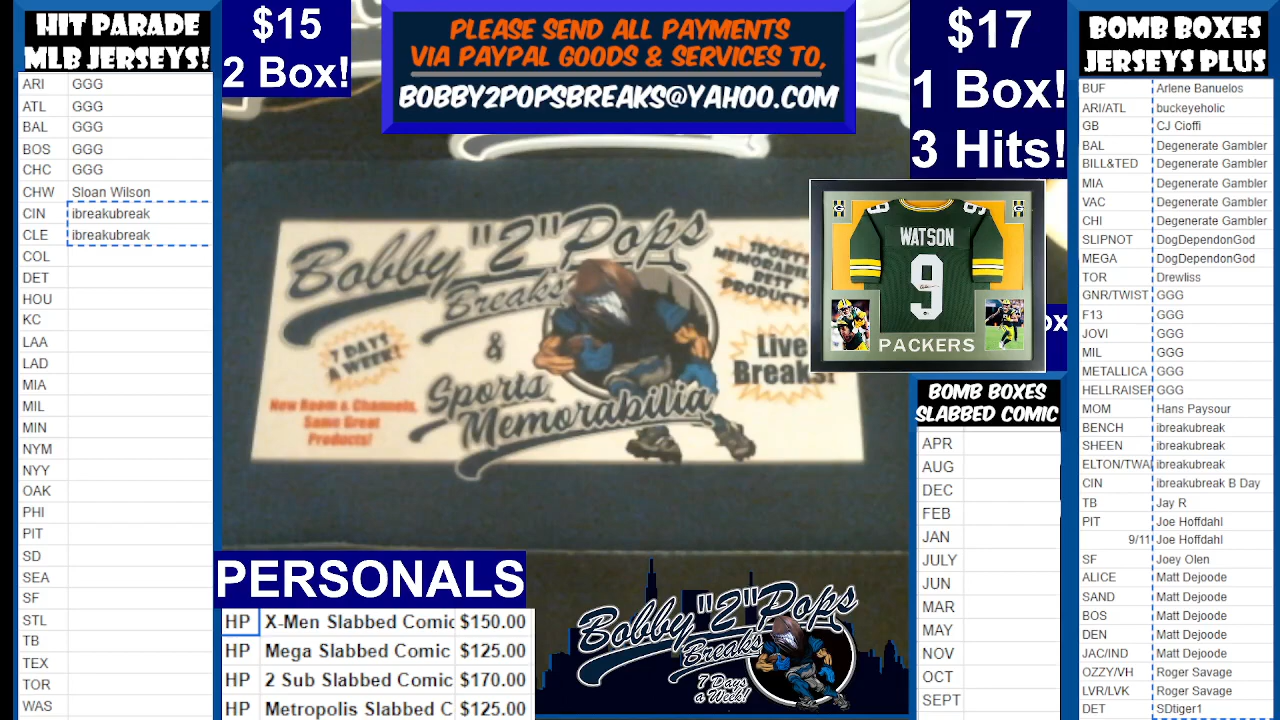 HIT PARADE
MLB JERSEYS!
ARI GGG
ATL GGG
BAL GGG
BOS GGG
CHC GGG
CHW Sloan Wilson
CIN ibreakubreak
CLE ibreakubreak
COL
DET
HOU
KC
LAA
LAD
MIA
MIL
MIN
NYM
NYY
OAK
PHI
PIT
SD
SEA
SF
STL
TB
TEX
TOR
WAS
$15
2 Box!
PLEASE SEND ALL PAYMENTS
VIA PAYPAL GOODS & SERVICES TO,
BOBBY2POPSBREAKS@YAHOO.COM
$17
1 Box!
3 Hits!
Bobby "2" Pops
Breaks
&
Sports
Memorabilia
7 DAYS
A WEEK!
New Room & Channels,
Same Great
Products!
SPORTS
MEMORABIL
BEST
PRODUCTS
Live
Breaks!
WATSON
9
PACKERS
ox
BOMB BOXES
SLABBED COMIC
APR
AUG
DEC
FEB
JAN
JULY
JUN
MAR
MAY
NOV
OCT
SEPT
PERSONALS
HP X-Men Slabbed Comic $150.00
HP Mega Slabbed Comic $125.00
HP 2 Sub Slabbed Comic $170.00
HP Metropolis Slabbed C $125.00
Bobby "2" Pops
Breaks
7 Days
a Week!
BOMB BOXES
JERSEYS PLUS
BUF Arlene Banuelos
ARI/ATL buckeyeholic
GB CJ Cioffi
BAL Degenerate Gambler
BILL&TED Degenerate Gambler
MIA Degenerate Gambler
VAC Degenerate Gambler
CHI Degenerate Gambler
SLIPNOT DogDependonGod
MEGA DogDependonGod
TOR Drewliss
GNR/TWIST GGG
F13 GGG
JOVI GGG
MIL GGG
METALLICA GGG
HELLRAISER GGG
MOM Hans Paysour
BENCH ibreakubreak
SHEEN ibreakubreak
ELTON/TWA ibreakubreak
CIN ibreakubreak B Day
TB Jay R
PIT Joe Hoffdahl
9/11 Joe Hoffdahl
SF Joey Olen
ALICE Matt Dejoode
SAND Matt Dejoode
BOS Matt Dejoode
DEN Matt Dejoode
JAC/IND Matt Dejoode
OZZY/VH Roger Savage
LVR/LVK Roger Savage
DET SDtiger1